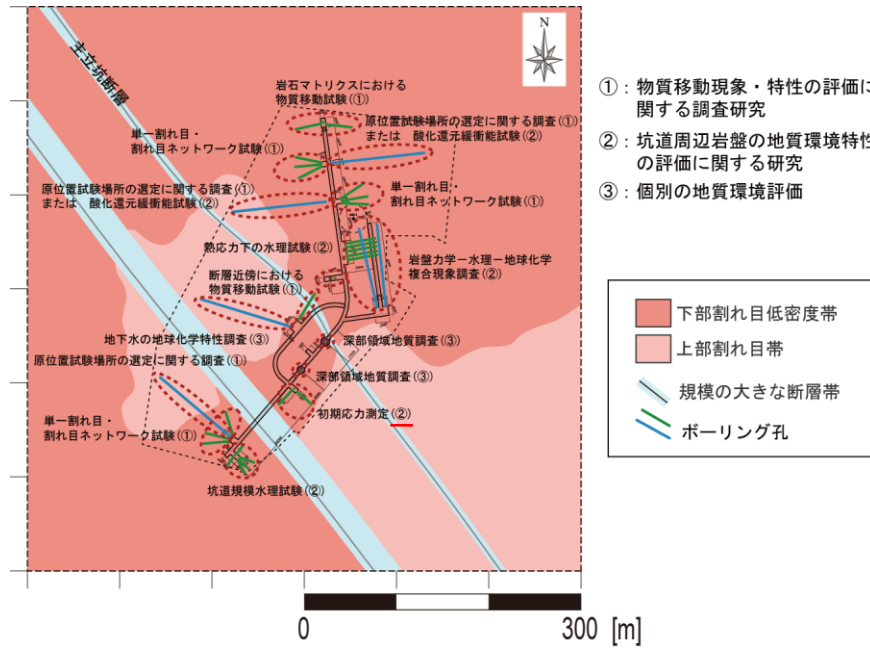 N
主立坑断層
岩石マトリクスにおける
物質移動試験(①)
原位置試験場所の選定に関する調査(①)
または 酸化還元緩衝能試験(②)
単一割れ目・
割れ目ネットワーク試験(①)
原位置試験場所の選定に関する調査(①)
または 酸化還元緩衝能試験(②)
単一割れ目・
割れ目ネットワーク試験(①)
熱応力下の水理試験(②)
岩盤力学－水理－地球化学
複合現象調査(②)
断層近傍における
物質移動試験(①)
地下水の地球化学特性調査(③)
深部領域地質調査(③)
原位置試験場所の選定に関する調査(①)
深部領域地質調査(③)
初期応力測定(②)
単一割れ目・
割れ目ネットワーク試験(①)
坑道規模水理試験(②)
①：物質移動現象・特性の評価に
関する調査研究
②：坑道周辺岩盤の地質環境特性
の評価に関する研究
③：個別の地質環境評価
下部割れ目低密度帯
上部割れ目帯
規模の大きな断層帯
ボーリング孔
0 300 [m]